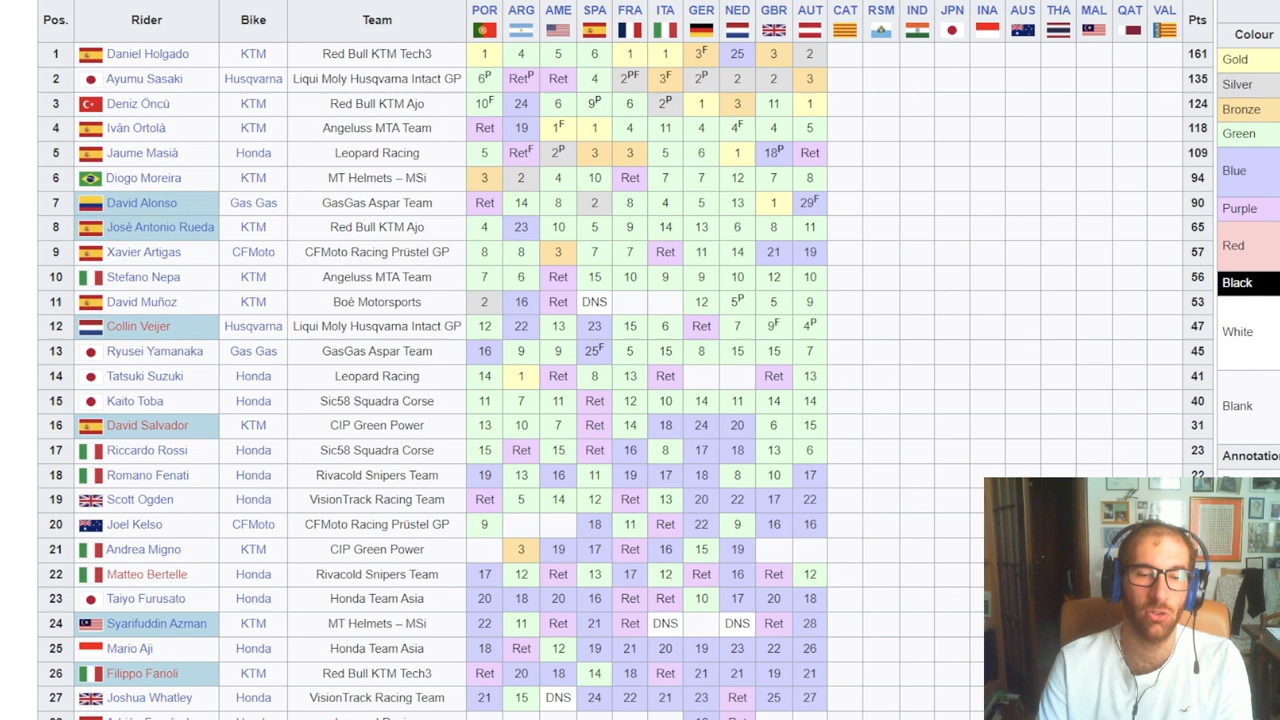 Pos. Rider Bike Team POR ARG AME SPA FRA ITA GER NED GBR AUT CAT RSM IND JPN INA AUS THA MAL QAT VAL Pts
Colour
1 Daniel Holgado KTM Red Bull KTM Tech3 1 4 5 6 1 1 3F 25 3 2 161
Gold
2 Ayumu Sasaki Husqvarna Liqui Moly Husqvarna Intact GP 6P RetP Ret 4 2PF 3F 2P 2 2 3 135
Silver
3 Deniz Öncü KTM Red Bull KTM Ajo 10F 24 6 9P 6 2P 1 3 11 1 124
Bronze
4 Iván Ortolá KTM Angeluss MTA Team Ret 19 1F 1 4 11 4 4F 4 5 118
Green
5 Jaume Masià Honda Leopard Racing 5 RetF 2P 3 3 5 6 1 18P Ret 109
Blue
6 Diogo Moreira KTM MT Helmets – MSi 3 2 4 10 Ret 7 7 12 7 8 94
7 David Alonso Gas Gas GasGas Aspar Team Ret 14 8 2 8 4 5 13 1 29F 90
Purple
8 José Antonio Rueda KTM Red Bull KTM Ajo 4 23 10 5 9 14 13 6 8 11 65
9 Xavier Artigas CFMoto CFMoto Racing Prüstel GP 8 8 3 7 7 Ret 11 14 21 19 57
Red
10 Stefano Nepa KTM Angeluss MTA Team 7 6 Ret 15 10 9 9 10 12 10 56
Black
11 David Muñoz KTM Boé Motorsports 2 16 Ret DNS 12 5P 5 9 53
12 Collin Veijer Husqvarna Liqui Moly Husqvarna Intact GP 12 22 13 23 15 6 Ret 7 9F 4P 47
White
13 Ryusei Yamanaka Gas Gas GasGas Aspar Team 16 9 9 25F 5 15 8 15 15 7 45
14 Tatsuki Suzuki Honda Leopard Racing 14 1 Ret 8 13 Ret Ret 13 41
15 Kaito Toba Honda Sic58 Squadra Corse 11 7 11 Ret 12 10 14 11 14 14 40
Blank
16 David Salvador KTM CIP Green Power 13 10 7 Ret 14 18 24 20 6 15 31
17 Riccardo Rossi Honda Sic58 Squadra Corse 15 Ret 15 Ret 16 8 17 18 13 6 23
Annotation
18 Romano Fenati Honda Rivacold Snipers Team 19 13 16 11 19 17 18 8 10 17 22
19 Scott Ogden Honda VisionTrack Racing Team Ret 5 14 12 Ret 13 20 22 17 22
20 Joel Kelso CFMoto CFMoto Racing Prüstel GP 9 18 11 Ret 22 9 16 16
21 Andrea Migno KTM CIP Green Power 3 19 17 Ret 16 15 19
22 Matteo Bertelle Honda Rivacold Snipers Team 17 12 Ret 13 17 12 Ret 16 Ret 12
23 Taiyo Furusato Honda Honda Team Asia 20 18 20 16 Ret Ret 10 17 20 18
24 Syarifuddin Azman KTM MT Helmets – MSi 22 11 Ret 21 Ret DNS DNS Ret 28
25 Mario Aji Honda Honda Team Asia 18 Ret 12 19 21 20 19 23 22 26
26 Filippo Farioli KTM Red Bull KTM Tech3 Ret 20 18 14 18 Ret 21 21 19 21
27 Joshua Whatley Honda VisionTrack Racing Team 21 15 DNS 24 22 21 23 Ret 25 27